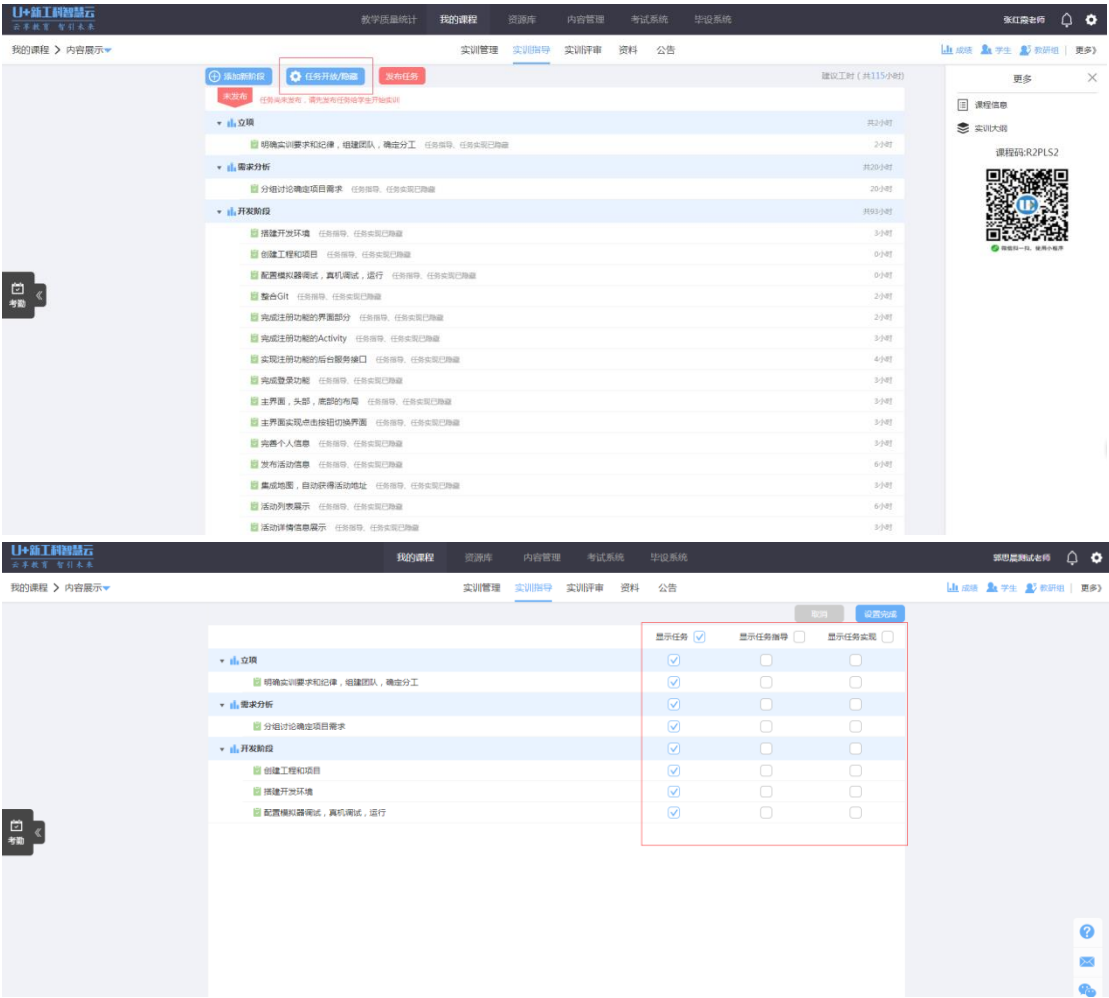 U+新工科智慧云
云享教育 智引未来
教学质量统计 我的课程 资源库 内容管理 考试系统 毕设系统
张红霞老师
我的课程 > 内容展示
实训管理 实训指导 实训评审 资料 公告
成绩 学生 教研组 | 更多》
添加新阶段 任务开放/隐藏 发布任务
建议工时 ( 共115小时)
更多
未发布 任务尚未发布，请先发布任务给学生开始实训
课程信息
立项 共2小时
实训大纲
明确实训要求和纪律，组建团队，确定分工 任务指导、任务实现已隐藏 2小时
课程码:R2PLS2
需求分析 共20小时
分组讨论确定项目需求 任务指导、任务实现已隐藏 20小时
开发阶段 共93小时
搭建开发环境 任务指导、任务实现已隐藏 3小时
微信扫一扫，使用小程序
创建工程和项目 任务指导、任务实现已隐藏 0小时
配置模拟器调试，真机调试，运行 任务指导、任务实现已隐藏 0小时
考勤
整合Git 任务指导、任务实现已隐藏 2小时
完成注册功能的界面部分 任务指导、任务实现已隐藏 2小时
完成注册功能的Activity 任务指导、任务实现已隐藏 3小时
实现注册功能的后台服务接口 任务指导、任务实现已隐藏 4小时
完成登录功能 任务指导、任务实现已隐藏 3小时
主界面，头部，底部的布局 任务指导、任务实现已隐藏 3小时
主界面实现点击按钮切换界面 任务指导、任务实现已隐藏 3小时
完善个人信息 任务指导、任务实现已隐藏 3小时
发布活动信息 任务指导、任务实现已隐藏 6小时
集成地图，自动获得活动地址 任务指导、任务实现已隐藏 3小时
活动列表展示 任务指导、任务实现已隐藏 6小时
活动详情信息展示 任务指导、任务实现已隐藏 3小时
U+新工科智慧云
云享教育 智引未来
我的课程 资源库 内容管理 考试系统 毕设系统
郭思晨测试老师
我的课程 > 内容展示
实训管理 实训指导 实训评审 资料 公告
成绩 学生 教研组 | 更多》
取消 设置完成
显示任务 显示任务指导 显示任务实现
立项
明确实训要求和纪律，组建团队，确定分工
需求分析
分组讨论确定项目需求
开发阶段
创建工程和项目
搭建开发环境
配置模拟器调试，真机调试，运行
考勤